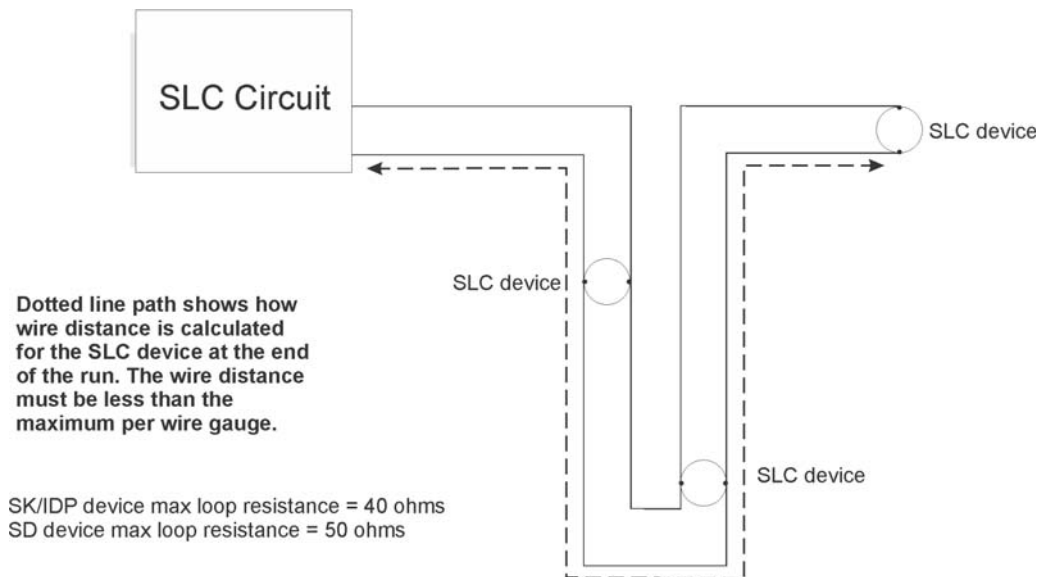 SLC Circuit
SLC device
SLC device
Dotted line path shows how
wire distance is calculated
for the SLC device at the end
of the run. The wire distance
must be less than the
maximum per wire gauge.
SLC device
SK/IDP device max loop resistance = 40 ohms
SD device max loop resistance = 50 ohms